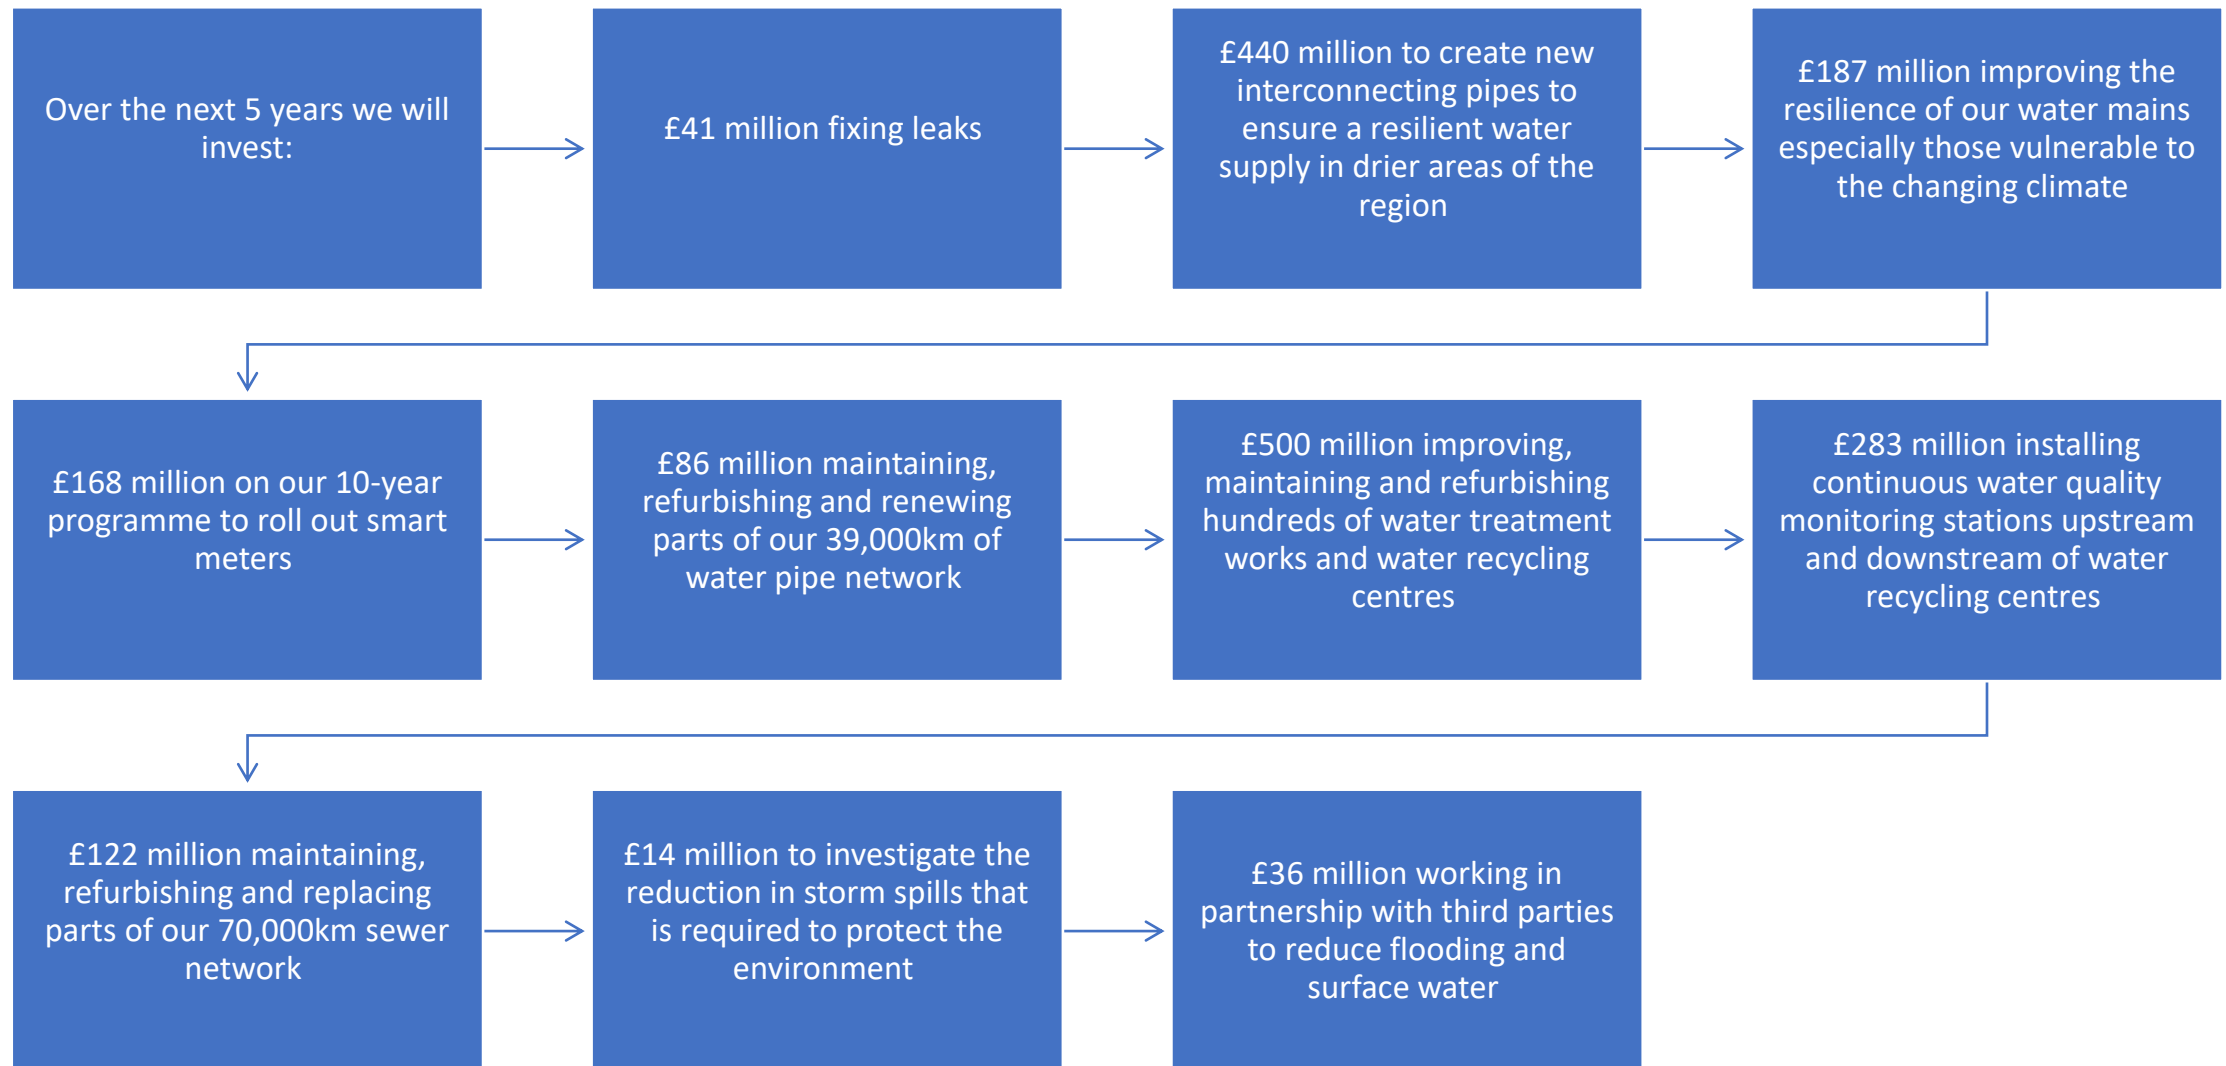 Over the next 5 years we will
invest:
£41 million fixing leaks
£440 million to create new
interconnecting pipes to
ensure a resilient water
supply in drier areas of the
region
£187 million improving the
resilience of our water mains
especially those vulnerable to
the changing climate
£168 million on our 10-year
programme to roll out smart
meters
£86 million maintaining,
refurbishing and renewing
parts of our 39,000km of
water pipe network
£500 million improving,
maintaining and refurbishing
hundreds of water treatment
works and water recycling
centres
£283 million installing
continuous water quality
monitoring stations upstream
and downstream of water
recycling centres
£122 million maintaining,
refurbishing and replacing
parts of our 70,000km sewer
network
£14 million to investigate the
reduction in storm spills that
is required to protect the
environment
£36 million working in
partnership with third parties
to reduce flooding and
surface water